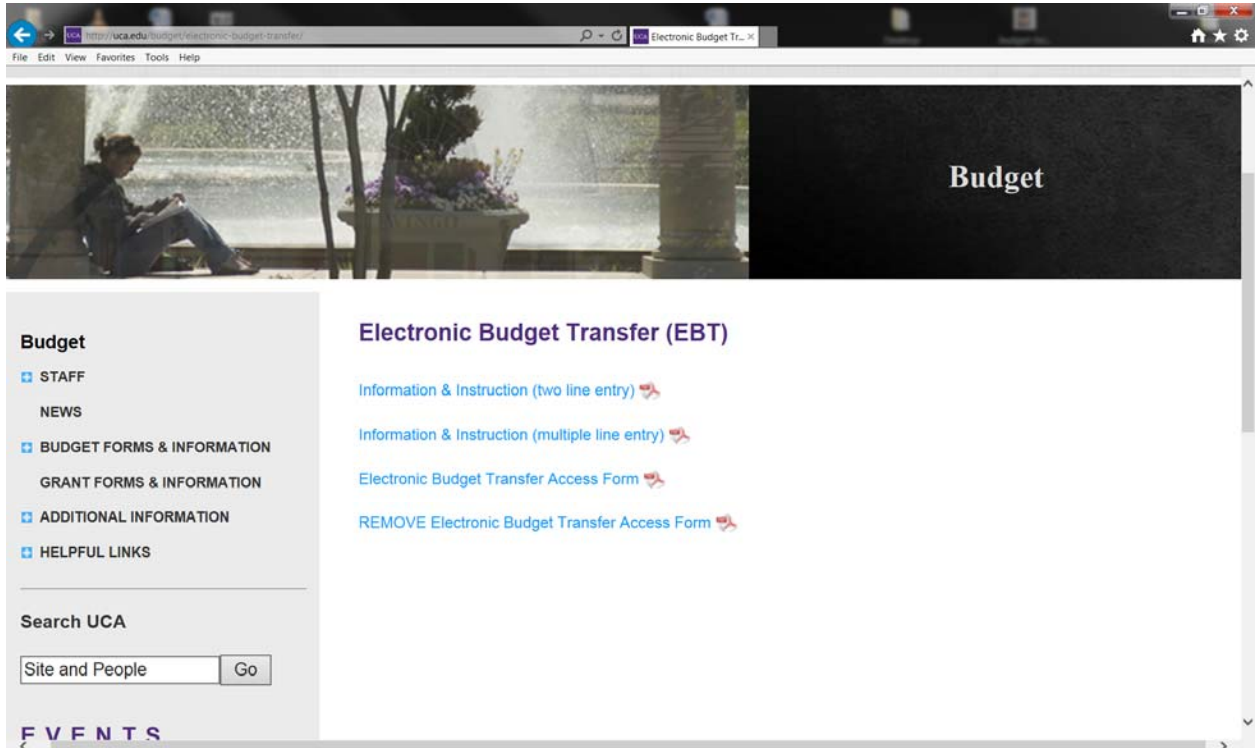 UCA http://uca.edu/budget/electronic-budget-transfer/
UCA Electronic Budget Tr...
File Edit View Favorites Tools Help
Budget
Budget
STAFF
NEWS
BUDGET FORMS & INFORMATION
GRANT FORMS & INFORMATION
ADDITIONAL INFORMATION
HELPFUL LINKS
Search UCA
Site and People Go
EVENTS
Electronic Budget Transfer (EBT)
Information & Instruction (two line entry)
Information & Instruction (multiple line entry)
Electronic Budget Transfer Access Form
REMOVE Electronic Budget Transfer Access Form